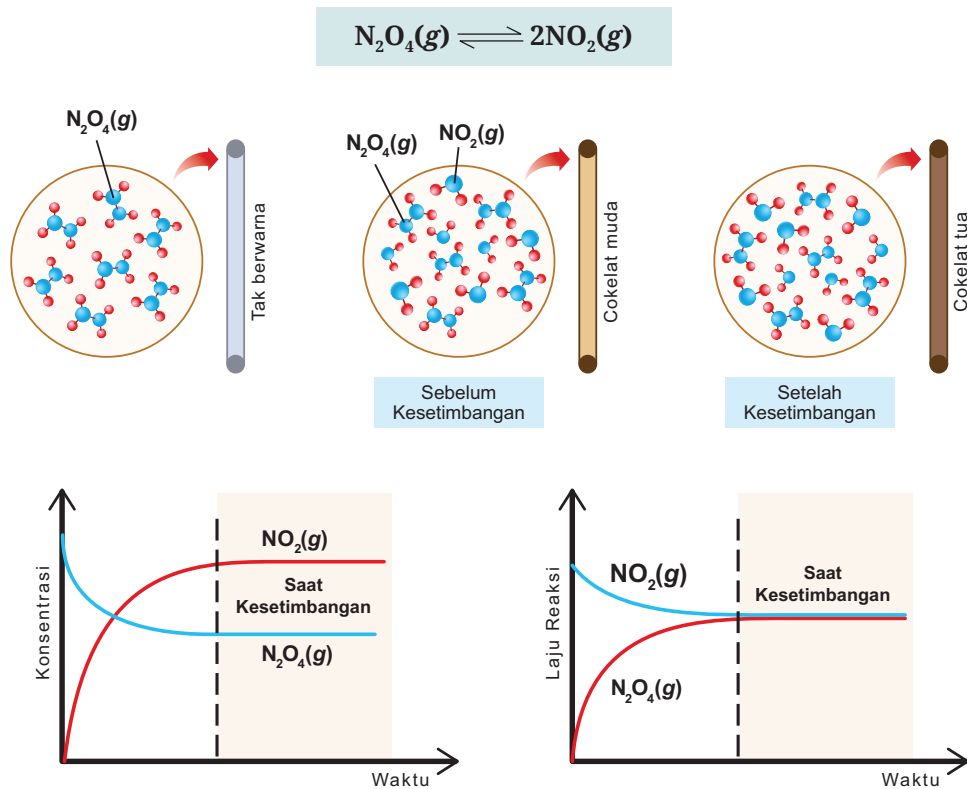 N₂O₄(g) ⇌ 2NO₂(g)
N₂O₄(g)
Tak berwarna
N₂O₄(g)
NO₂(g)
Cokelat muda
Sebelum
Kesetimbangan
Cokelat tua
Setelah
Kesetimbangan
Konsentrasi
NO₂(g)
Saat
Kesetimbangan
N₂O₄(g)
Waktu
Laju Reaksi
NO₂(g)
Saat
Kesetimbangan
N₂O₄(g)
Waktu